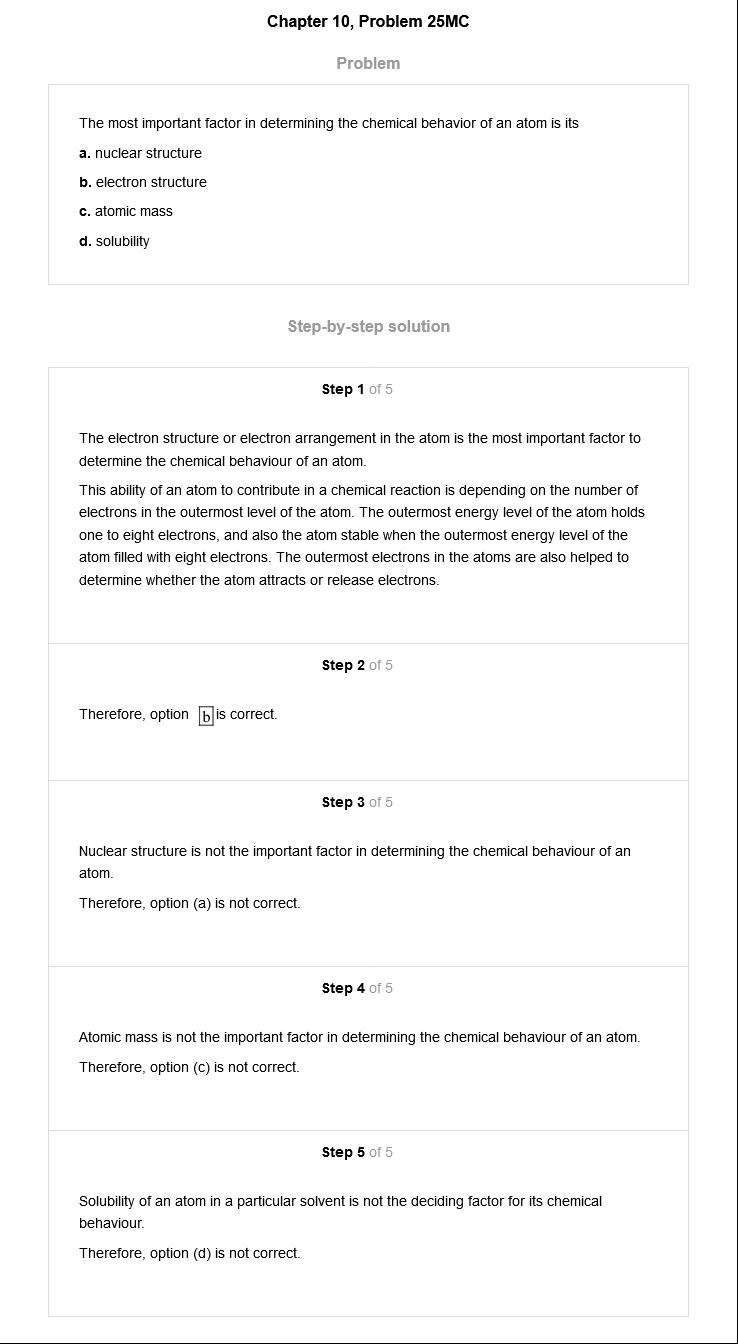 Chapter 10, Problem 25MC
Problem
The most important factor in determining the chemical behavior of an atom is its
a. nuclear structure
b. electron structure
c. atomic mass
d. solubility
Step-by-step solution
Step 1 of 5
The electron structure or electron arrangement in the atom is the most important factor to
determine the chemical behaviour of an atom.
This ability of an atom to contribute in a chemical reaction is depending on the number of
electrons in the outermost level of the atom. The outermost energy level of the atom holds
one to eight electrons, and also the atom stable when the outermost energy level of the
atom filled with eight electrons. The outermost electrons in the atoms are also helped to
determine whether the atom attracts or release electrons.
Step 2 of 5
Therefore, option b is correct.
Step 3 of 5
Nuclear structure is not the important factor in determining the chemical behaviour of an
atom.
Therefore, option (a) is not correct.
Step 4 of 5
Atomic mass is not the important factor in determining the chemical behaviour of an atom.
Therefore, option (c) is not correct.
Step 5 of 5
Solubility of an atom in a particular solvent is not the deciding factor for its chemical
behaviour.
Therefore, option (d) is not correct.